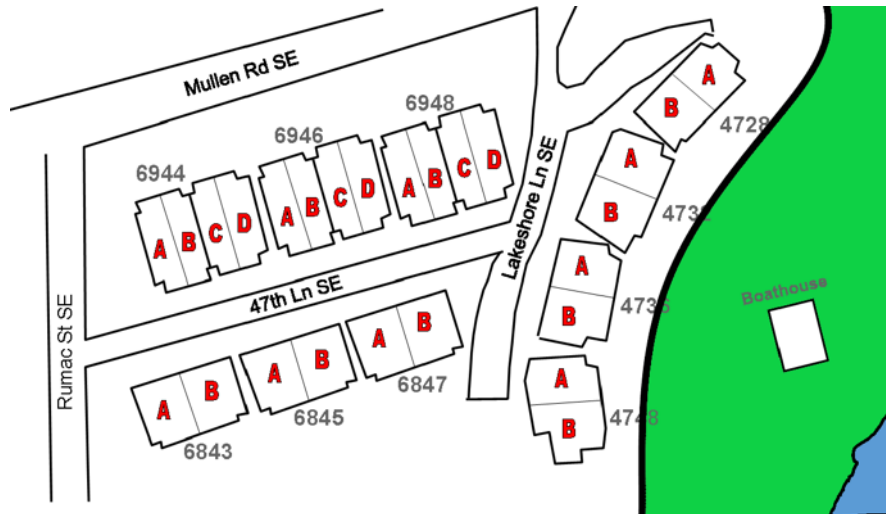 Mullen Rd SE
6948
A
4728
B
6946
6944
A B C D
A B C D
A B C D
A
B
4732
Lakeshore Ln SE
47th Ln SE
Rumac St SE
A
B
4736
Boathouse
A B
6847
A B
6845
A B
6843
A
B
4748